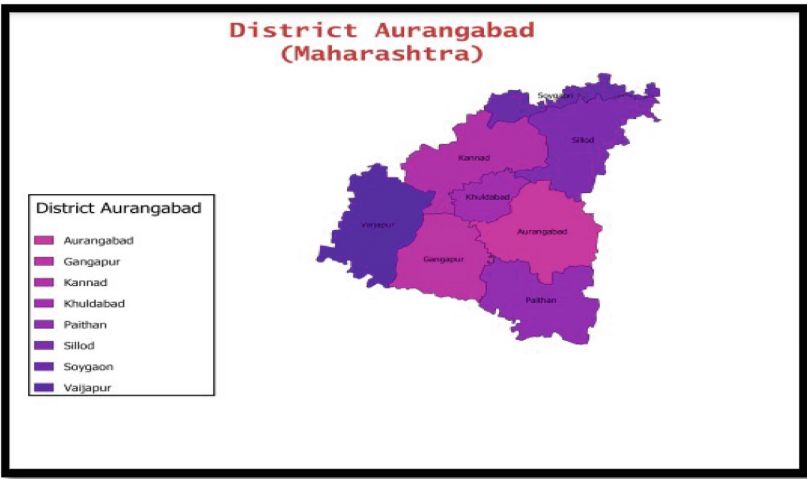 District Aurangabad
(Maharashtra)
Soygaon
Sillod
Kannad
Khuldabad
Vaijapur
Aurangabad
Gangapur
Paithan
District Aurangabad
Aurangabad
Gangapur
Kannad
Khuldabad
Paithan
Sillod
Soygaon
Vaijapur